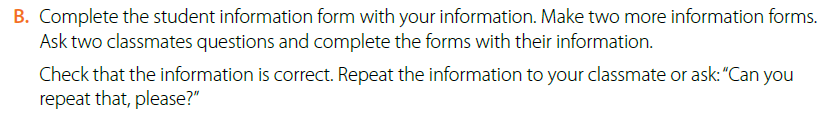 B. Complete the student information form with your information. Make two more information forms.
Ask two classmates questions and complete the forms with their information.
Check that the information is correct. Repeat the information to your classmate or ask: “Can you
repeat that, please?”